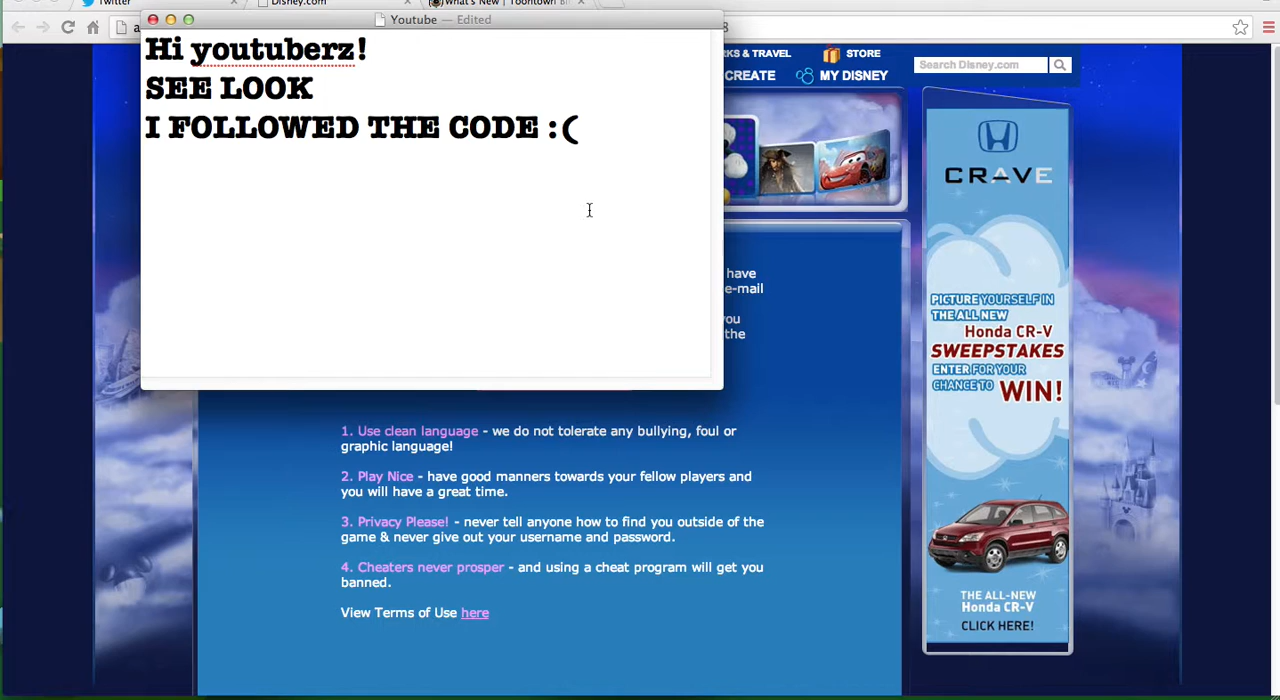 Twitter
Disney.com
What's New | Toontown
Youtube — Edited
Hi youtuberz!
SEE LOOK
I FOLLOWED THE CODE :(
KS & TRAVEL
STORE
CREATE
MY DISNEY
Search Disney.com
have
e-mail
you
the
1. Use clean language - we do not tolerate any bullying, foul or
graphic language!
2. Play Nice - have good manners towards your fellow players and
you will have a great time.
3. Privacy Please! - never tell anyone how to find you outside of the
game & never give out your username and password.
4. Cheaters never prosper - and using a cheat program will get you
banned.
View Terms of Use here
HONDA
CRAVE
PICTURE YOURSELF IN
THE ALL NEW
Honda CR-V
SWEEPSTAKES
ENTER FOR YOUR
CHANCE TO WIN!
THE ALL-NEW
Honda CR-V
CLICK HERE!